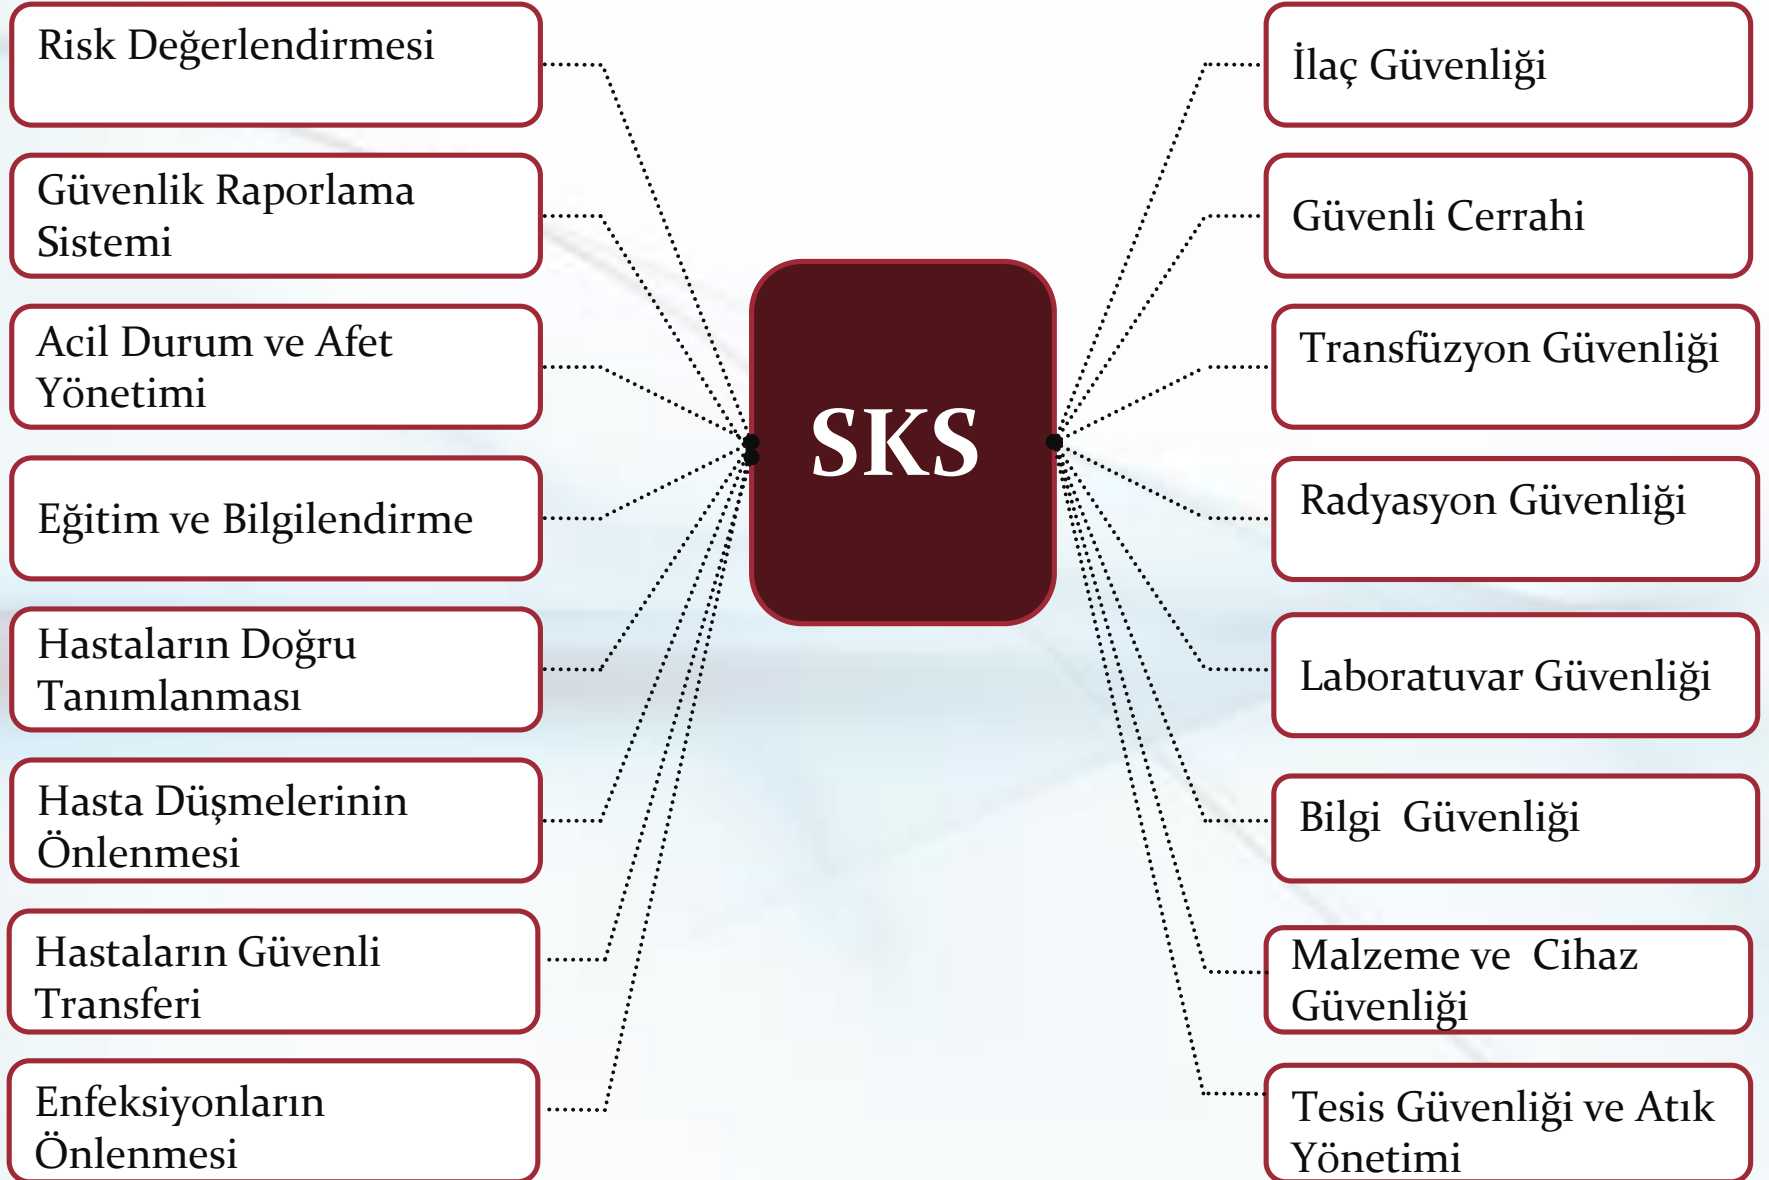 Risk Değerlendirmesi
Güvenlik Raporlama
Sistemi
Acil Durum ve Afet
Yönetimi
Eğitim ve Bilgilendirme
Hastaların Doğru
Tanımlanması
Hasta Düşmelerinin
Önlenmesi
Hastaların Güvenli
Transferi
Enfeksiyonların
Önlenmesi
SKS
İlaç Güvenliği
Güvenli Cerrahi
Transfüzyon Güvenliği
Radyasyon Güvenliği
Laboratuvar Güvenliği
Bilgi  Güvenliği
Malzeme ve  Cihaz
Güvenliği
Tesis Güvenliği ve Atık
Yönetimi